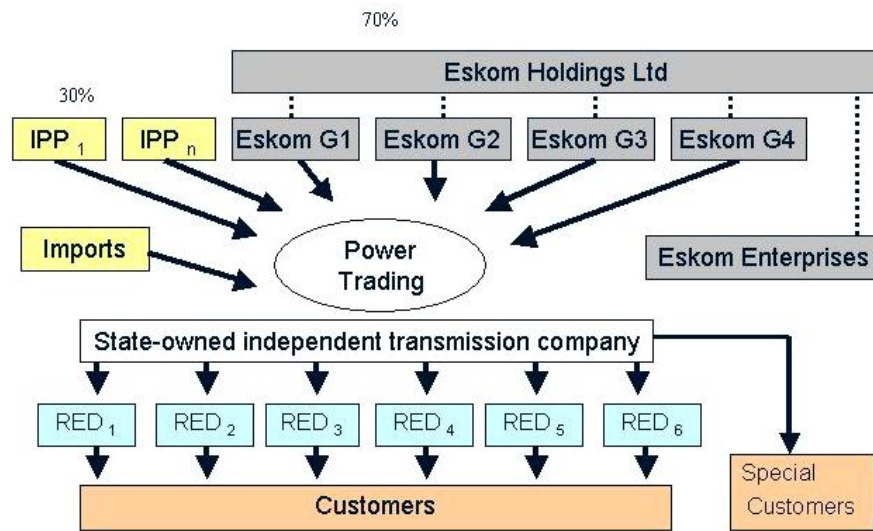 70%
Eskom Holdings Ltd
30%
IPP 1
IPP n
Eskom G1
Eskom G2
Eskom G3
Eskom G4
Imports
Power
Trading
Eskom Enterprises
State-owned independent transmission company
RED 1
RED 2
RED 3
RED 4
RED 5
RED 6
Special
Customers
Customers